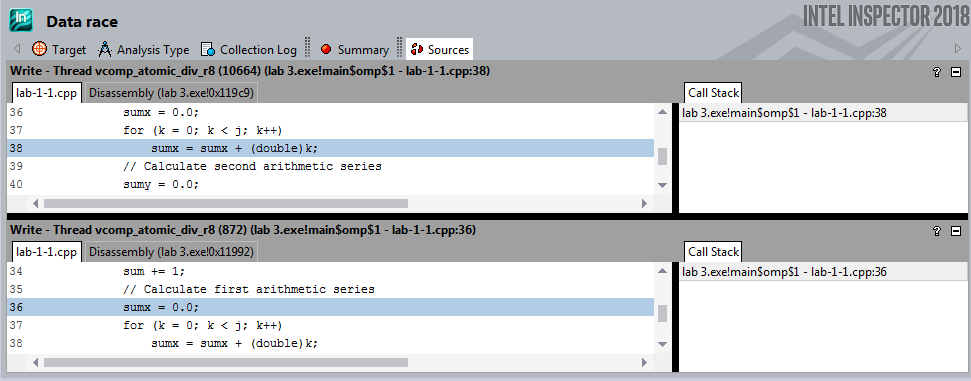 In
Data race
INTEL INSPECTOR 2018
Target Analysis Type Collection Log Summary Sources
Write - Thread vcomp_atomic_div_r8 (10664) (lab 3.exe!main$omp$1 - lab-1-1.cpp:38)
?
lab-1-1.cpp Disassembly (lab 3.exe!0x119c9)
Call Stack
36 sumx = 0.0;
37 for (k = 0; k < j; k++)
38 sumx = sumx + (double)k;
39 // Calculate second arithmetic series
40 sumy = 0.0;
lab 3.exe!main$omp$1 - lab-1-1.cpp:38
Write - Thread vcomp_atomic_div_r8 (872) (lab 3.exe!main$omp$1 - lab-1-1.cpp:36)
?
lab-1-1.cpp Disassembly (lab 3.exe!0x11992)
Call Stack
34 sum += 1;
35 // Calculate first arithmetic series
36 sumx = 0.0;
37 for (k = 0; k < j; k++)
38 sumx = sumx + (double)k;
lab 3.exe!main$omp$1 - lab-1-1.cpp:36